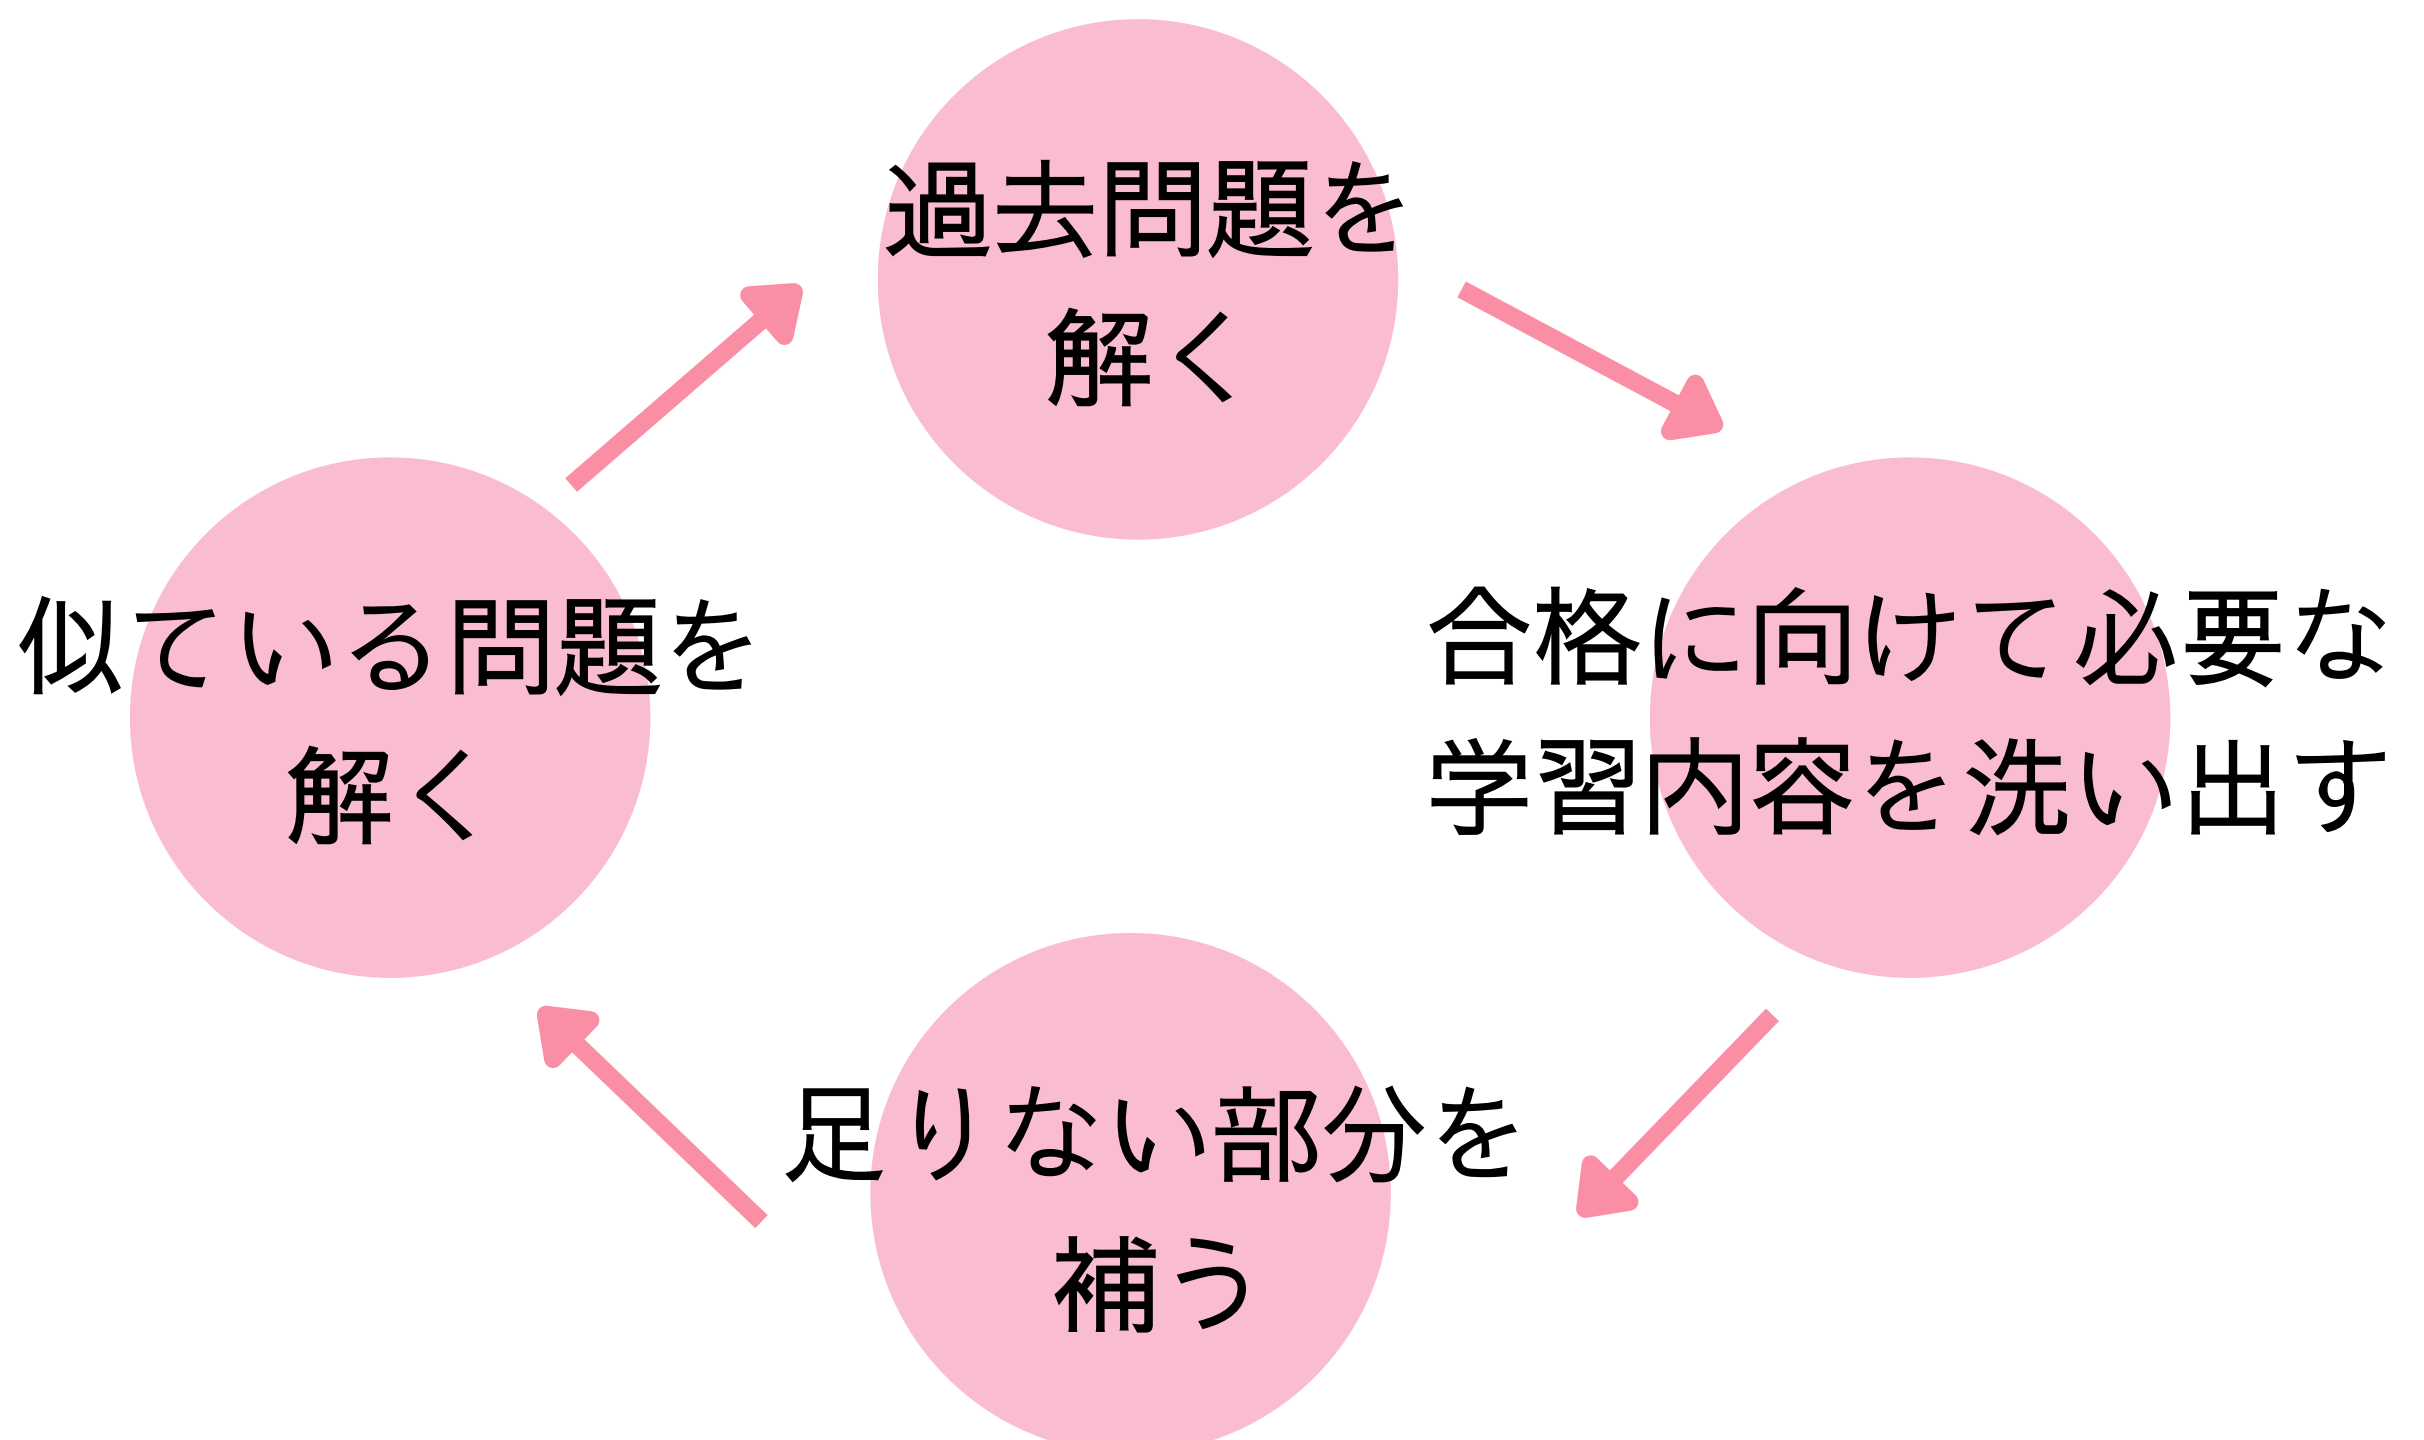 過去問題を
解く
合格に向けて必要な
学習内容を洗い出す
足りない部分を
補う
似ている問題を
解く